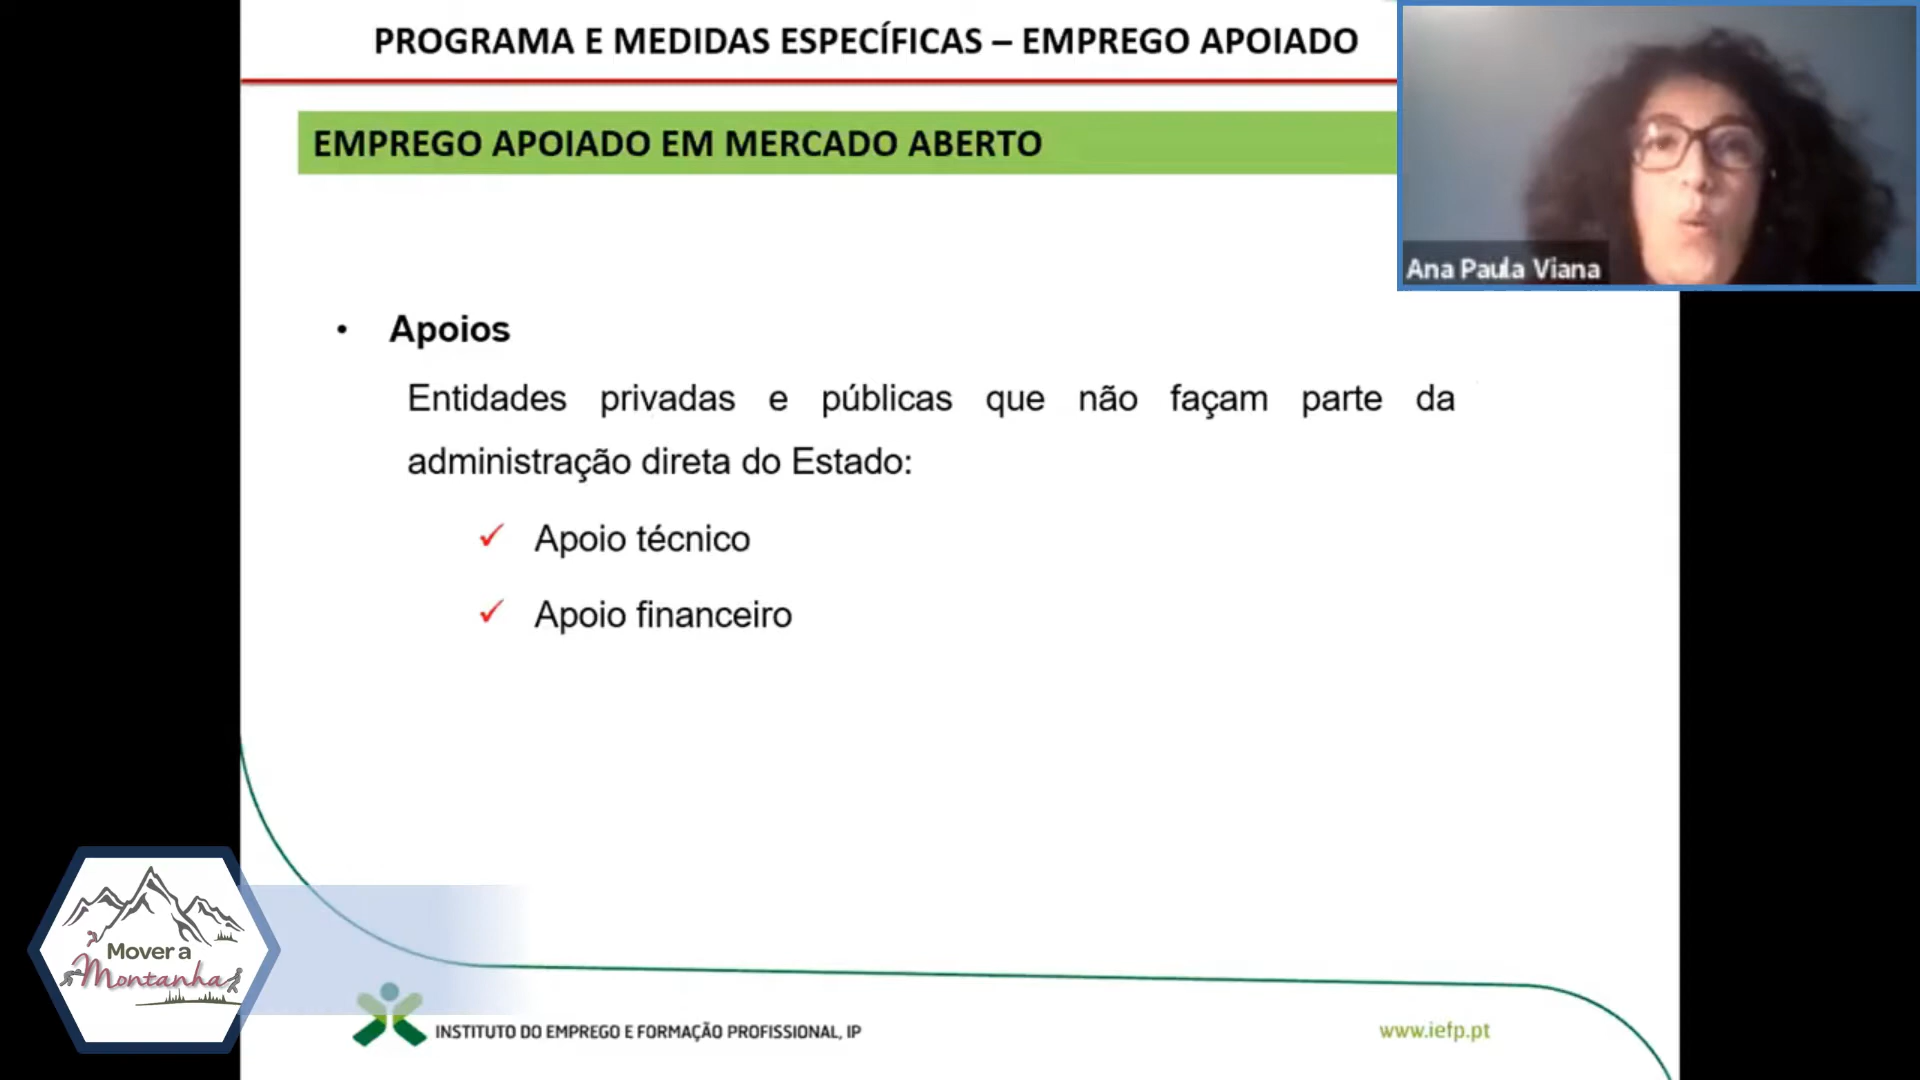 PROGRAMA E MEDIDAS ESPECÍFICAS – EMPREGO APOIADO
EMPREGO APOIADO EM MERCADO ABERTO
Ana Paula Viana
• Apoios
Entidades privadas e públicas que não façam parte da
administração direta do Estado:
✓ Apoio técnico
✓ Apoio financeiro
Mover a
Montanha
INSTITUTO DO EMPREGO E FORMAÇÃO PROFISSIONAL, IP
www.iefp.pt